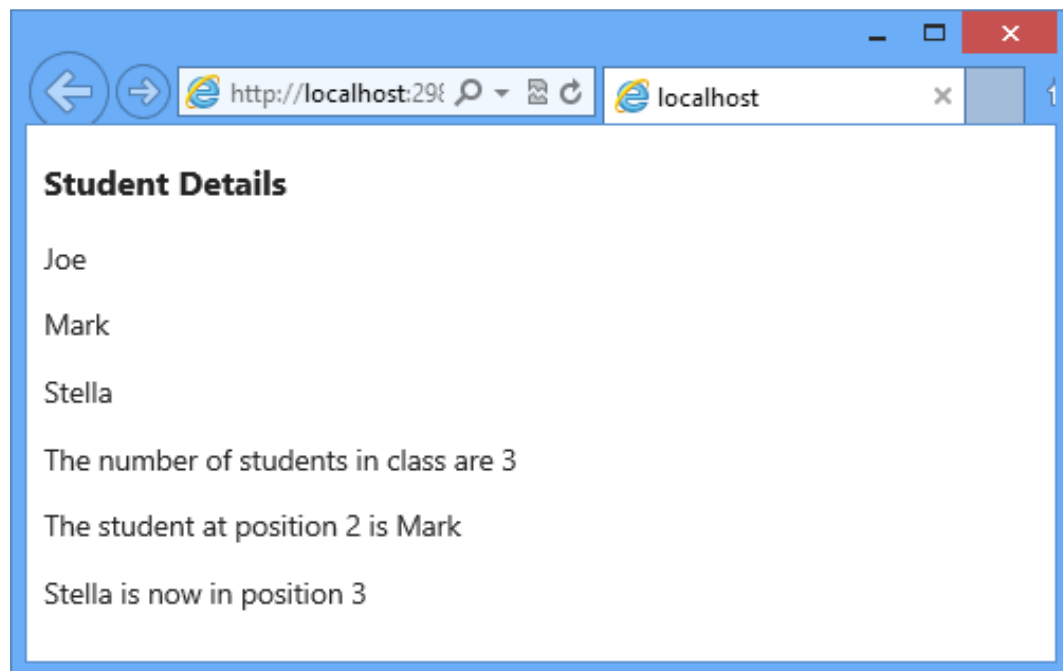 http://localhost:298
localhost
Student Details
Joe
Mark
Stella
The number of students in class are 3
The student at position 2 is Mark
Stella is now in position 3